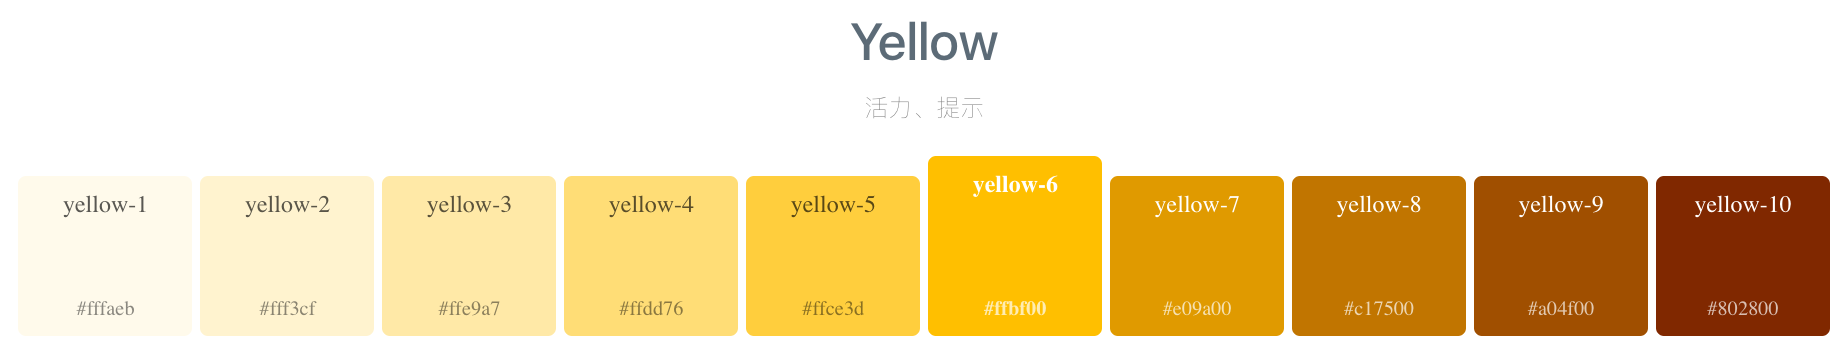 Yellow
活力、提示
yellow-1 yellow-2 yellow-3 yellow-4 yellow-5 yellow-6 yellow-7 yellow-8 yellow-9 yellow-10
#fffaeb #fff3cf #ffe9a7 #ffdd76 #ffce3d #ffbf00 #e09a00 #c17500 #a04f00 #802800